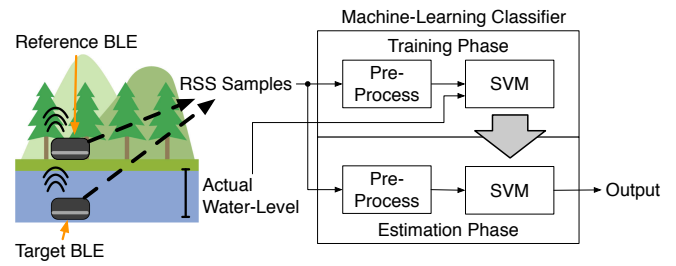 Machine-Learning Classifier
Reference BLE
Training Phase
RSS Samples
Pre-
Process
SVM
Actual
Water-Level
Pre-
Process
SVM
Output
Estimation Phase
Target BLE